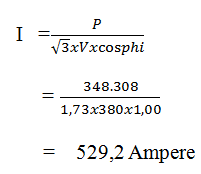 I = P / √3xVxcosphi
= 348.308 / 1,73x380x1,00
= 529,2 Ampere